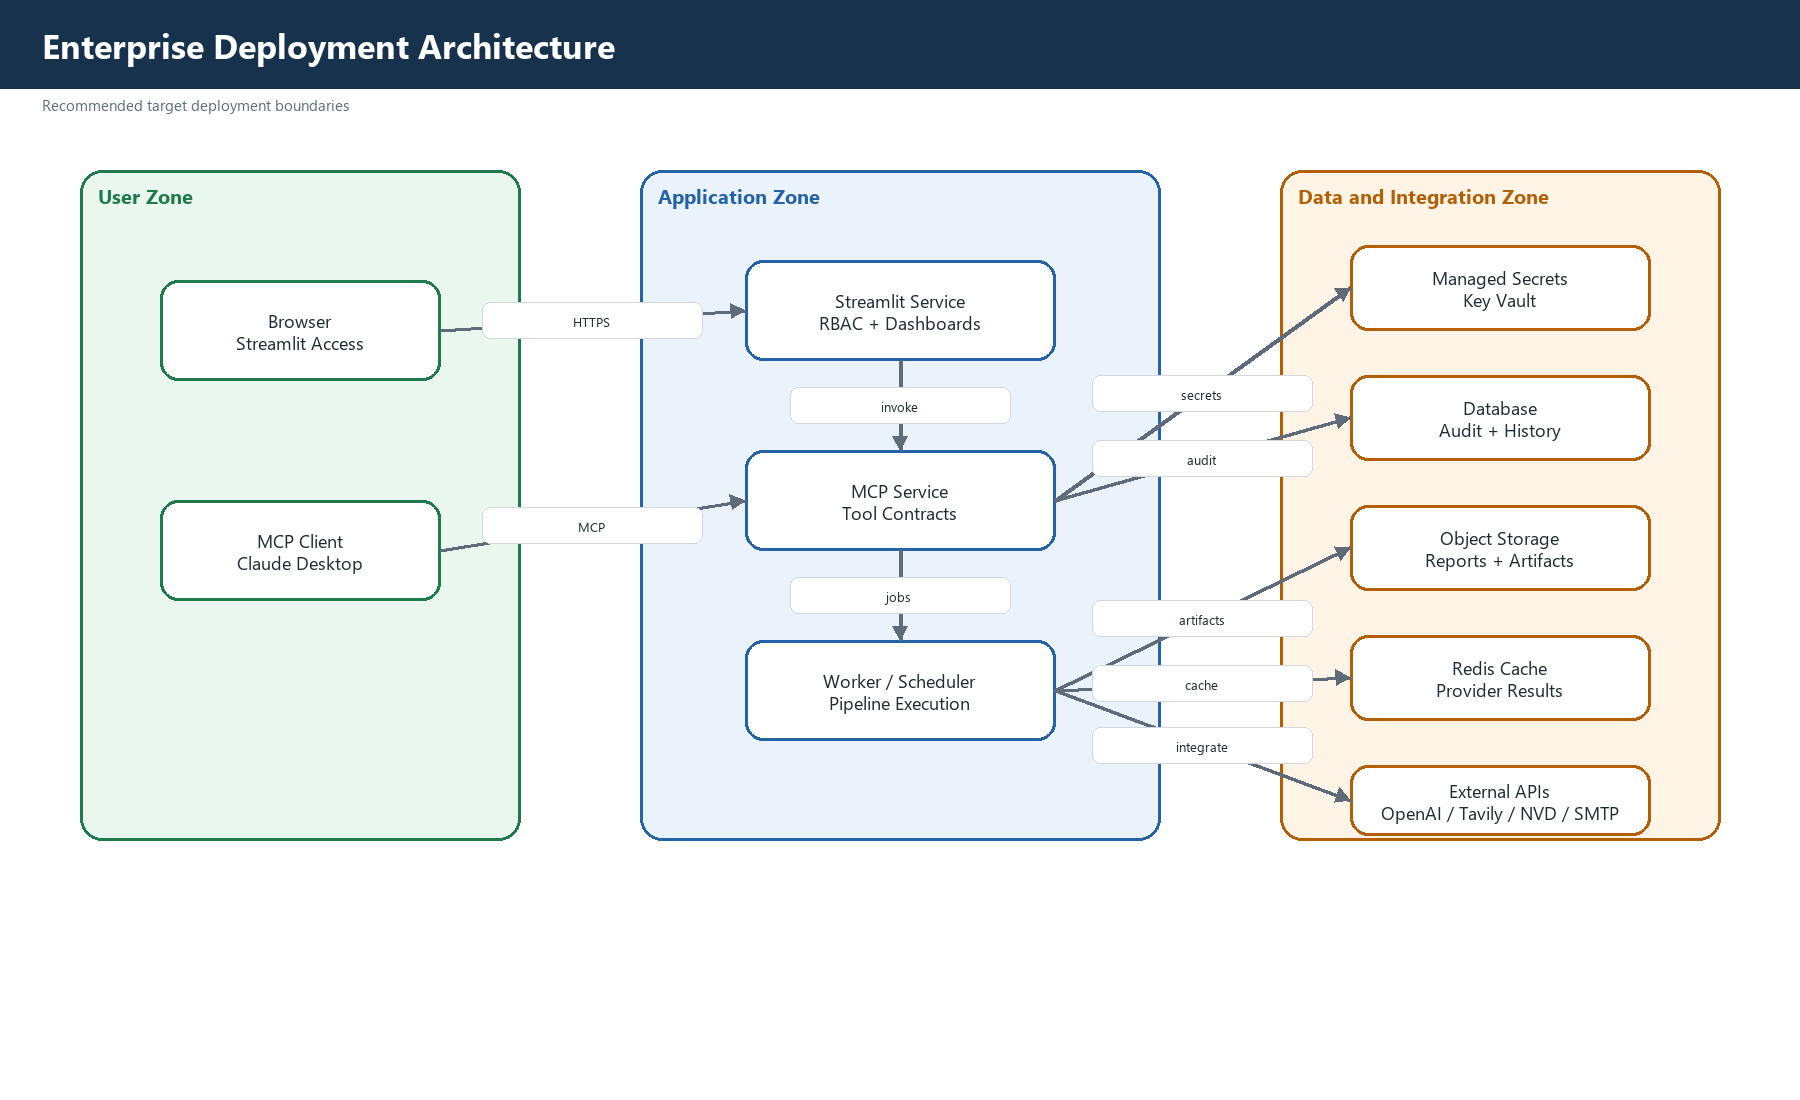 Enterprise Deployment Architecture
Recommended target deployment boundaries
User Zone
Browser
Streamlit Access
MCP Client
Claude Desktop
HTTPS
MCP
Application Zone
Streamlit Service
RBAC + Dashboards
invoke
MCP Service
Tool Contracts
jobs
Worker / Scheduler
Pipeline Execution
secrets
audit
artifacts
cache
integrate
Data and Integration Zone
Managed Secrets
Key Vault
Database
Audit + History
Object Storage
Reports + Artifacts
Redis Cache
Provider Results
External APIs
OpenAI / Tavily / NVD / SMTP